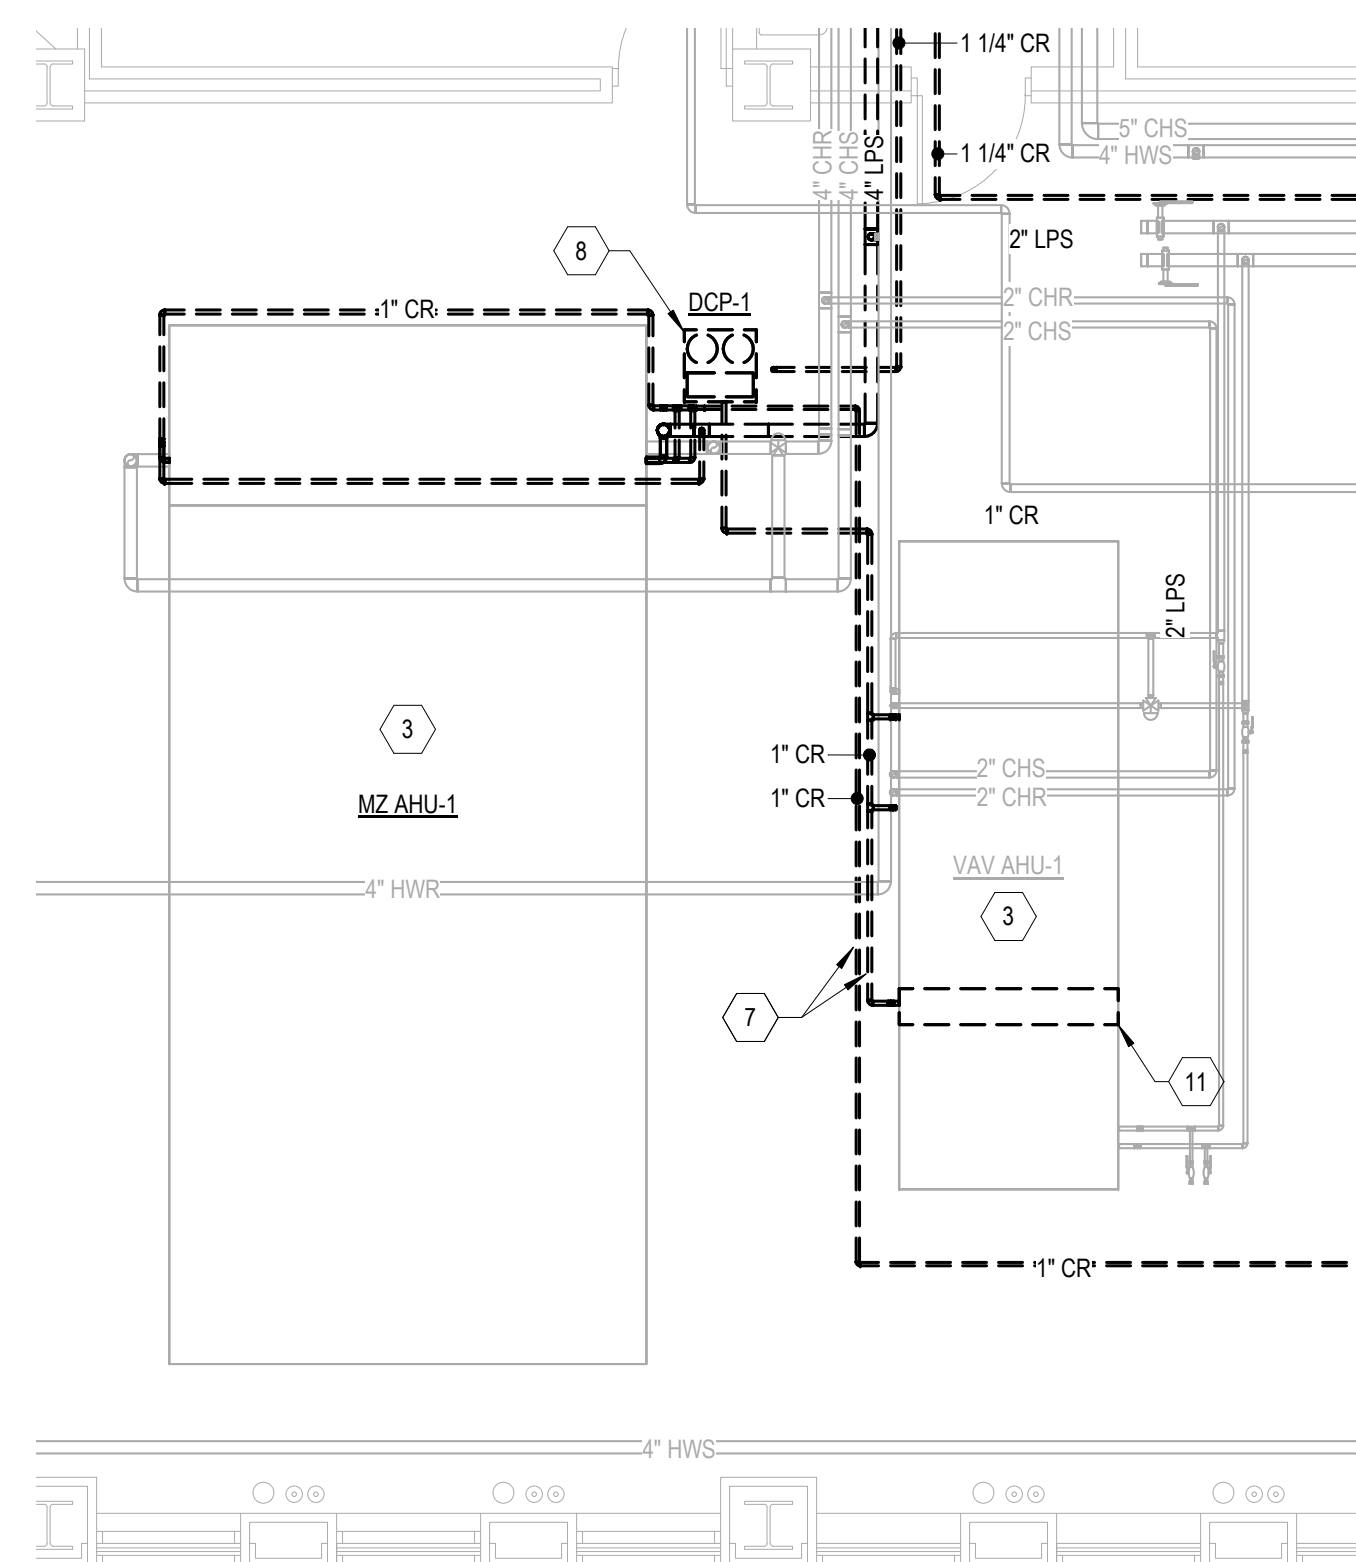 1 1/4" CR
5" CHS
4" HWS
1 1/4" CR
4" CHR
4" CHS
4" LPS
2" LPS
8
DCP-1
2" CHR
1" CR
2" CHS
1" CR
2" LPS
3
1" CR
2" CHS
1" CR
2" CHR
MZ AHU-1
VAV AHU-1
4" HWR
3
7
11
1" CR
4" HWS